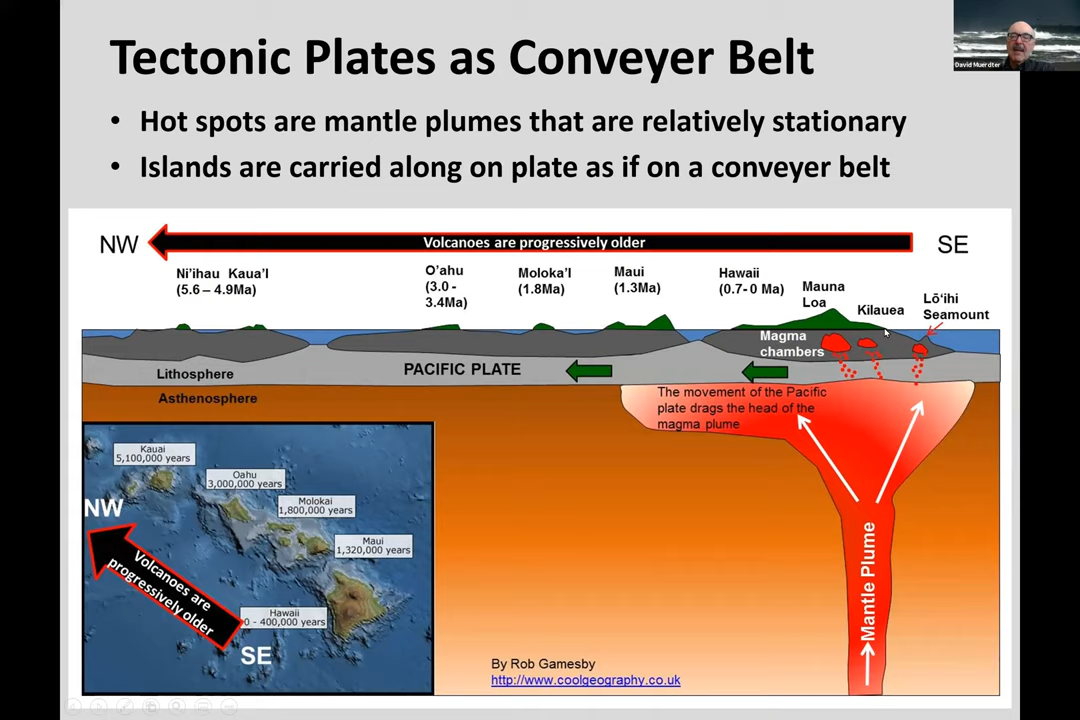 Tectonic Plates as Conveyer Belt
David Muerdter
• Hot spots are mantle plumes that are relatively stationary
• Islands are carried along on plate as if on a conveyer belt
NW
Volcanoes are progressively older
SE
Ni'ihau Kaua'I
(5.6 – 4.9Ma)
O'ahu
(3.0 -
3.4Ma)
Moloka'I
(1.8Ma)
Maui
(1.3Ma)
Hawaii
(0.7- 0 Ma)
Mauna
Loa
Kilauea
Lō'ihi
Seamount
Magma
chambers
Lithosphere
PACIFIC PLATE
Asthenosphere
The movement of the Pacific
plate drags the head of the
magma plume
Mantle Plume
Kauai
5,100,000 years
Oahu
3,000,000 years
Molokai
1,800,000 years
Maui
1,320,000 years
Hawaii
0 - 400,000 years
NW
Volcanoes are
progressively older
SE
By Rob Gamesby
http://www.coolgeography.co.uk